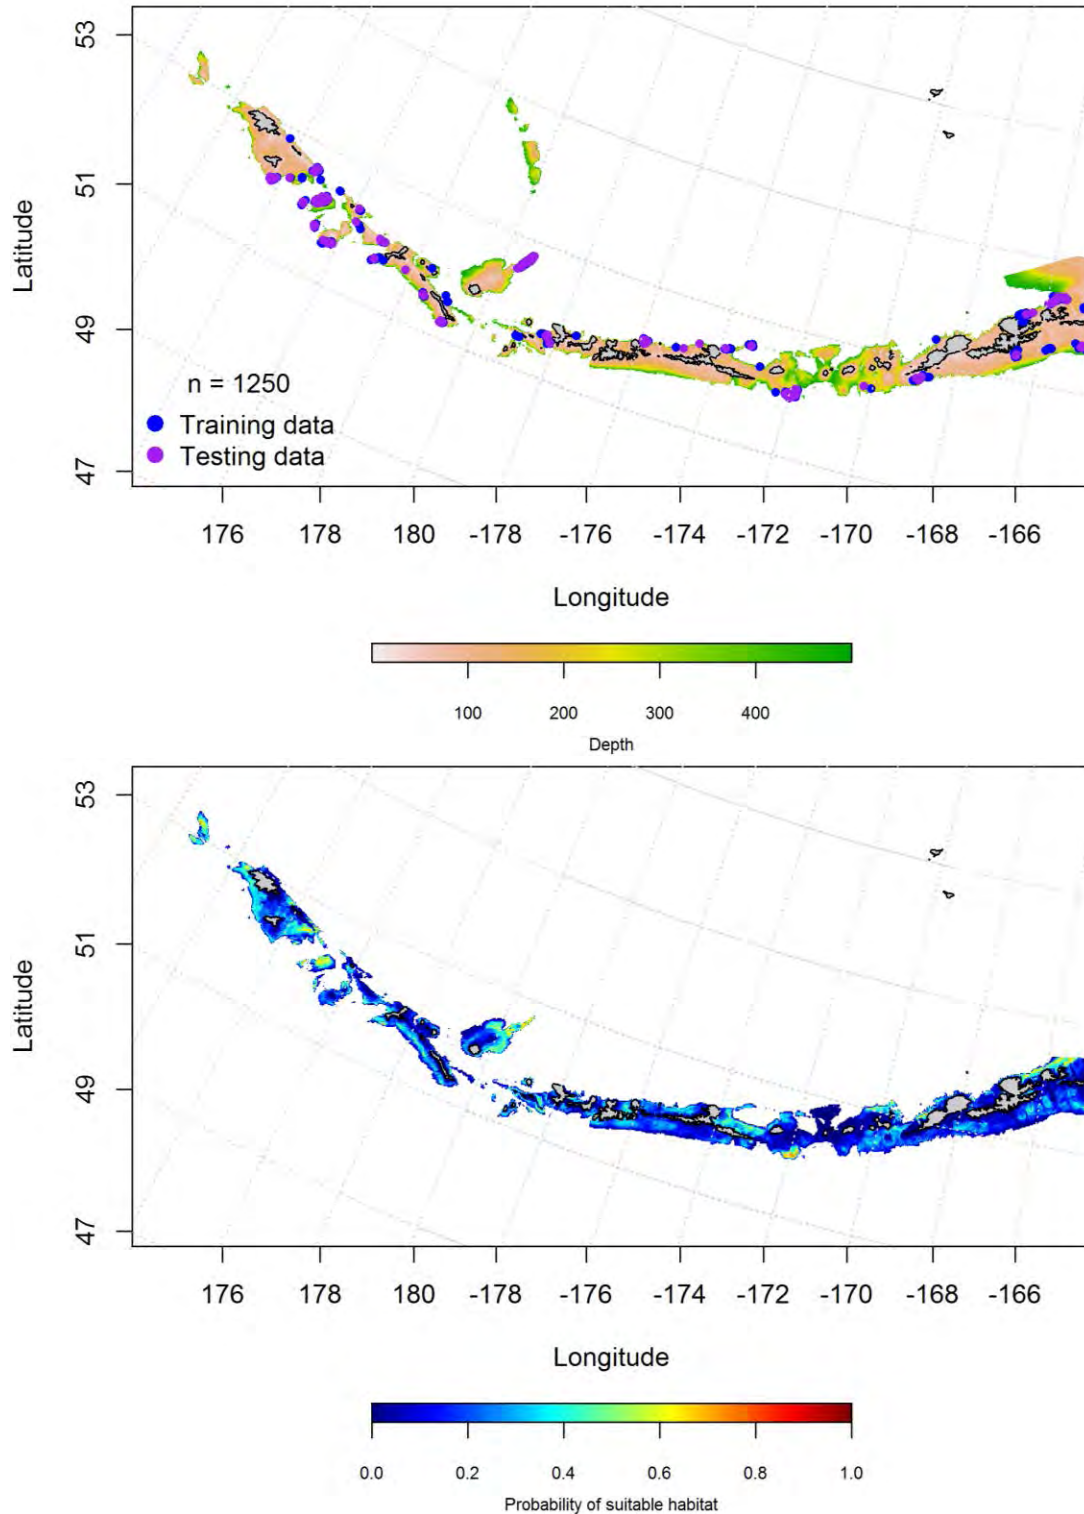 53
51
49
47
Latitude
n = 1250
Training data
Testing data
176 178 180 -178 -176 -174 -172 -170 -168 -166
Longitude
100 200 300 400
Depth
53
51
49
47
Latitude
176 178 180 -178 -176 -174 -172 -170 -168 -166
Longitude
0.0 0.2 0.4 0.6 0.8 1.0
Probability of suitable habitat